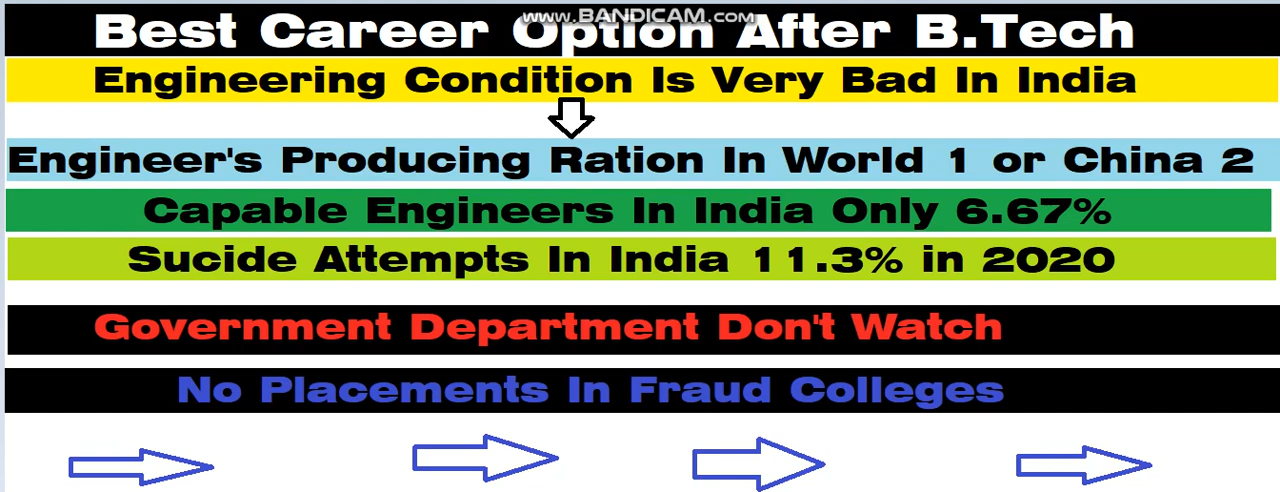 www.BANDICAM.com
Best Career Option After B.Tech
Engineering Condition Is Very Bad In India
Engineer's Producing Ration In World 1 or China 2
Capable Engineers In India Only 6.67%
Sucide Attempts In India 11.3% in 2020
Government Department Don't Watch
No Placements In Fraud Colleges